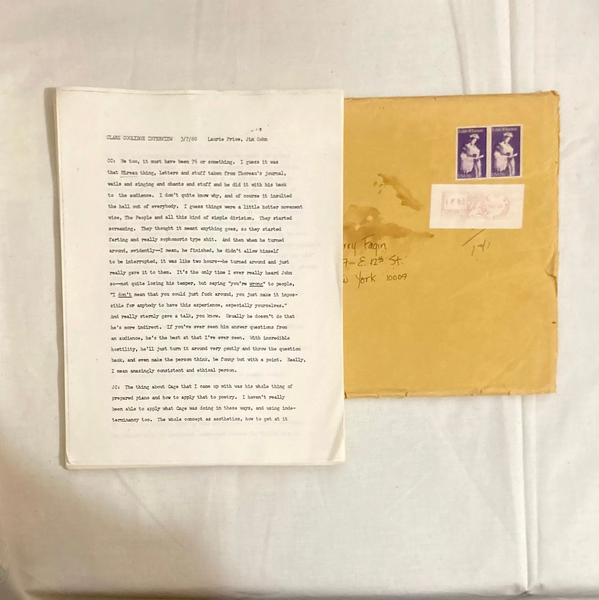 CLARK COOLIDGE INTERVIEW 3/7/80 Laurie Price, Jim Cohn
CC: Ha too, it must have been 74 or something. I guess it was
that Mireau thing, Letters and stuff taken from Thoreau's journal,
wails and singing and chants and stuff and he did it with his back
to the audience. I don't quite know why, and of course it insulted
the hell out of everybody. I guess things were a little hotter movement
wise, The People and all this kind of simple division. They started
screaming. They thought it meant anything goes, so they started
farting and really sophomoric type shit. And then when he turned
around, evidently—I mean, he finished, he didn't allow himself
to be interrupted, it was like two hours—he turned around and just
really gave it to them. It's the only time I ever really heard John
so—not quite losing his temper, but saying "you're wrong" to people,
"I don't mean that you could just fuck around, you just make it impos-
sible for anybody to have this experience, especially yourselves."
And really sternly gave a talk, you know. Usually he doesn't do that
he's more indirect. If you've ever seen him answer questions from
an audience, he's the best at that I've ever seen. With incredible
hostility, he'll just turn it around very gently and throw the question
back, and even make the person think, be funny but with a point. Really,
I mean amazingly consistent and ethical person.
JC: The thing about Cage that I came up with was his whole thing of
prepared piano and how to apply that to poetry. I haven't really
been able to apply what Cage was doing in these ways, and using inde-
terminancy too. The whole concept as aesthetics, how to get at it
rry Fagin
7 E. 12th St.
w York 10009